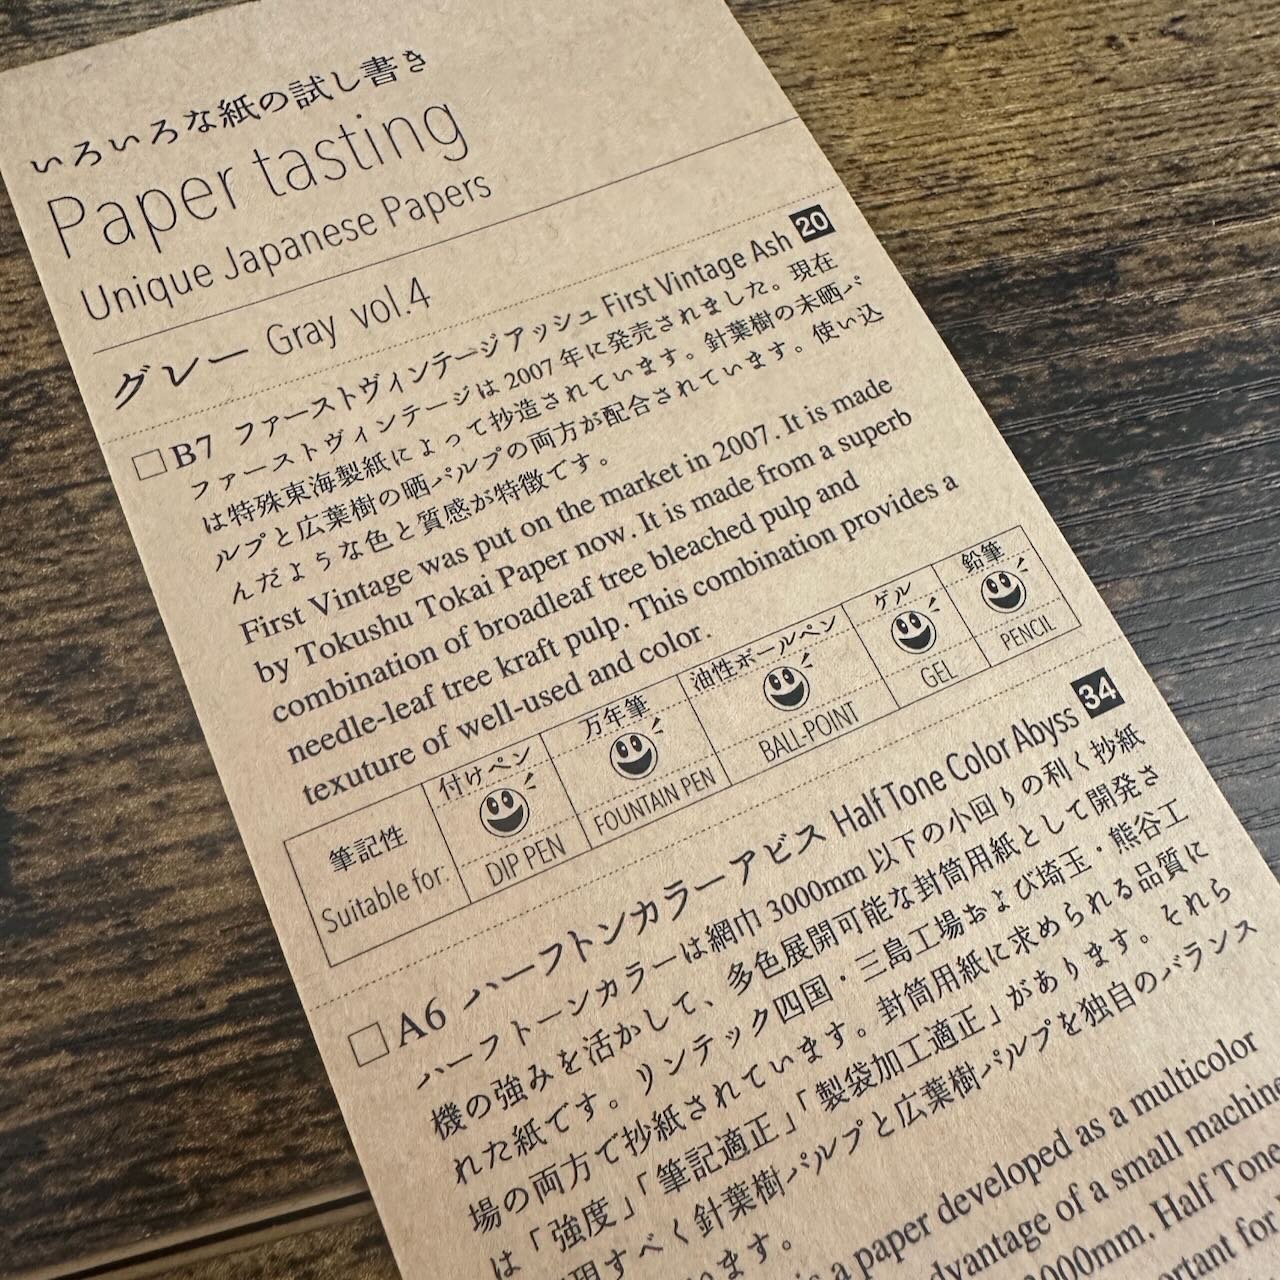 いろいろな紙の試し書き
Paper tasting
Unique Japanese Papers
グレー Gray vol.4
□B7 ファーストヴィンテージアッシュ First Vintage Ash 20
ファーストヴィンテージは 2007 年に発売されました。現在
は特殊東海製紙によって抄造されています。針葉樹の未晒パ
ルプと広葉樹の晒パルプの両方が配合されています。使い込
んだような色と質感が特徴です。
First Vintage was put on the market in 2007. It is made
by Tokushu Tokai Paper now. It is made from a superb
combination of broadleaf tree bleached pulp and
needle-leaf tree kraft pulp. This combination provides a
texuture of well-used and color.
筆記性 付けペン 万年筆 油性ボールペン ゲル 鉛筆
Suitable for: DIP PEN FOUNTAIN PEN BALL-POINT GEL PENCIL
□A6 ハーフトンカラーアビス Half Tone Color Abyss 34
ハーフトーンカラーは網巾 3000mm 以下の小回りの利く抄紙
機の強みを活かして、多色展開可能な封筒用紙として開発さ
れた紙です。リンテック四国・三島工場および埼玉・熊谷工
場の両方で抄紙されています。封筒用紙に求められる品質に
は「強度」「筆記適正」「製袋加工適正」があります。それら
現すべく針葉樹パルプと広葉樹パルプを独自のバランス
います。
is a paper developed as a multicolor
advantage of a small machine
3000mm. Half Tone
important for